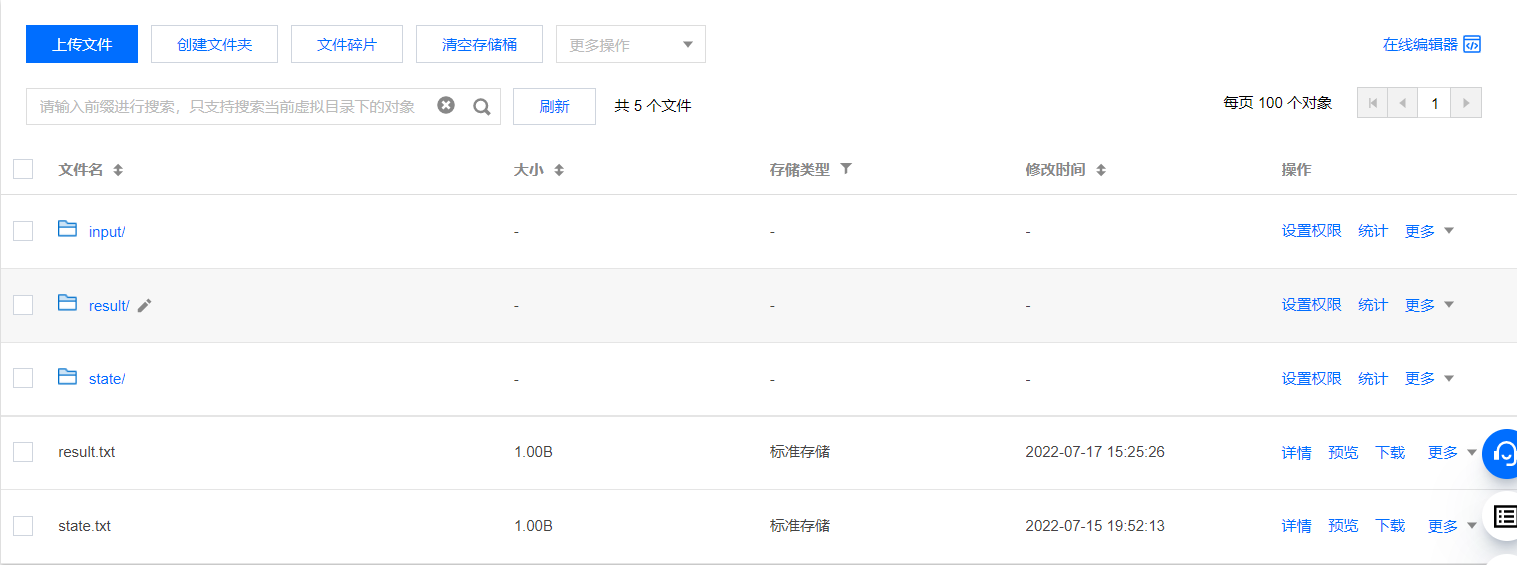 上传文件 创建文件夹 文件碎片 清空存储桶 更多操作 在线编辑器
请输入前缀进行搜索，只支持搜索当前虚拟目录下的对象 刷新 共 5 个文件 每页 100 个对象 1
文件名 大小 存储类型 修改时间 操作
input/ - - - 设置权限 统计 更多
result/ - - - 设置权限 统计 更多
state/ - - - 设置权限 统计 更多
result.txt 1.00B 标准存储 2022-07-17 15:25:26 详情 预览 下载 更多
state.txt 1.00B 标准存储 2022-07-15 19:52:13 详情 预览 下载 更多